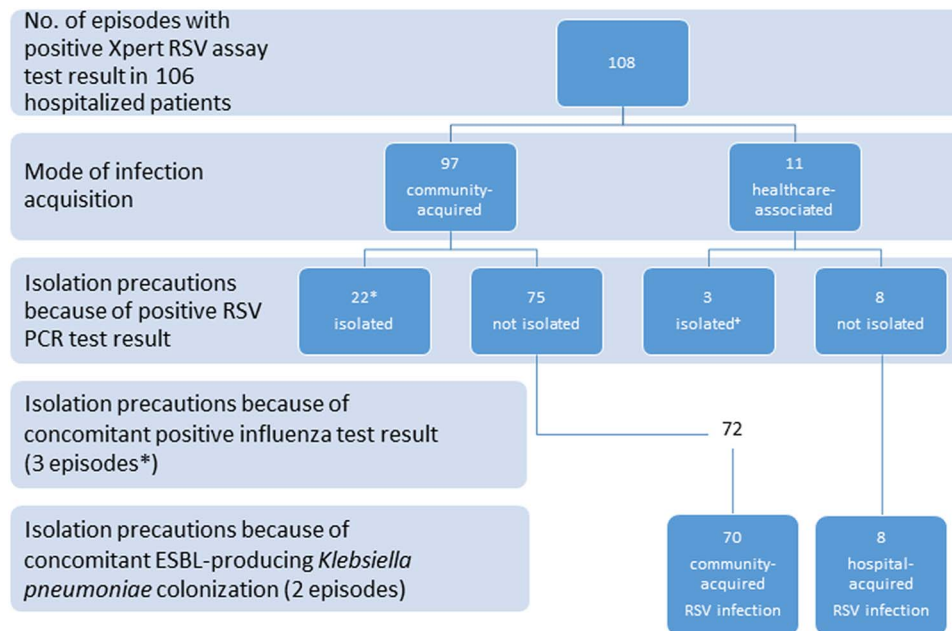 No. of episodes with
positive Xpert RSV assay
test result in 106
hospitalized patients
108
Mode of infection
acquisition
97
community-
acquired
11
healthcare-
associated
Isolation precautions
because of positive RSV
PCR test result
22*
isolated
75
not isolated
3
isolated⁺
8
not isolated
Isolation precautions because of
concomitant positive influenza test result
(3 episodes*)
72
Isolation precautions because of
concomitant ESBL-producing Klebsiella
pneumoniae colonization (2 episodes)
70
community-
acquired
RSV infection
8
hospital-
acquired
RSV infection